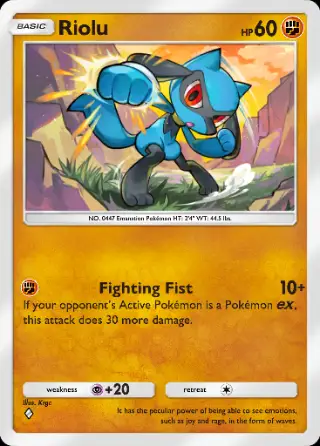 BASIC Riolu HP60
NO. 0447 Emanation Pokémon HT: 2'4" WT: 44.5 lbs.
Fighting Fist 10+
If your opponent's Active Pokémon is a Pokémon ex,
this attack does 30 more damage.
weakness +20 retreat
Illus. Krgc
It has the peculiar power of being able to see emotions,
such as joy and rage, in the form of waves.